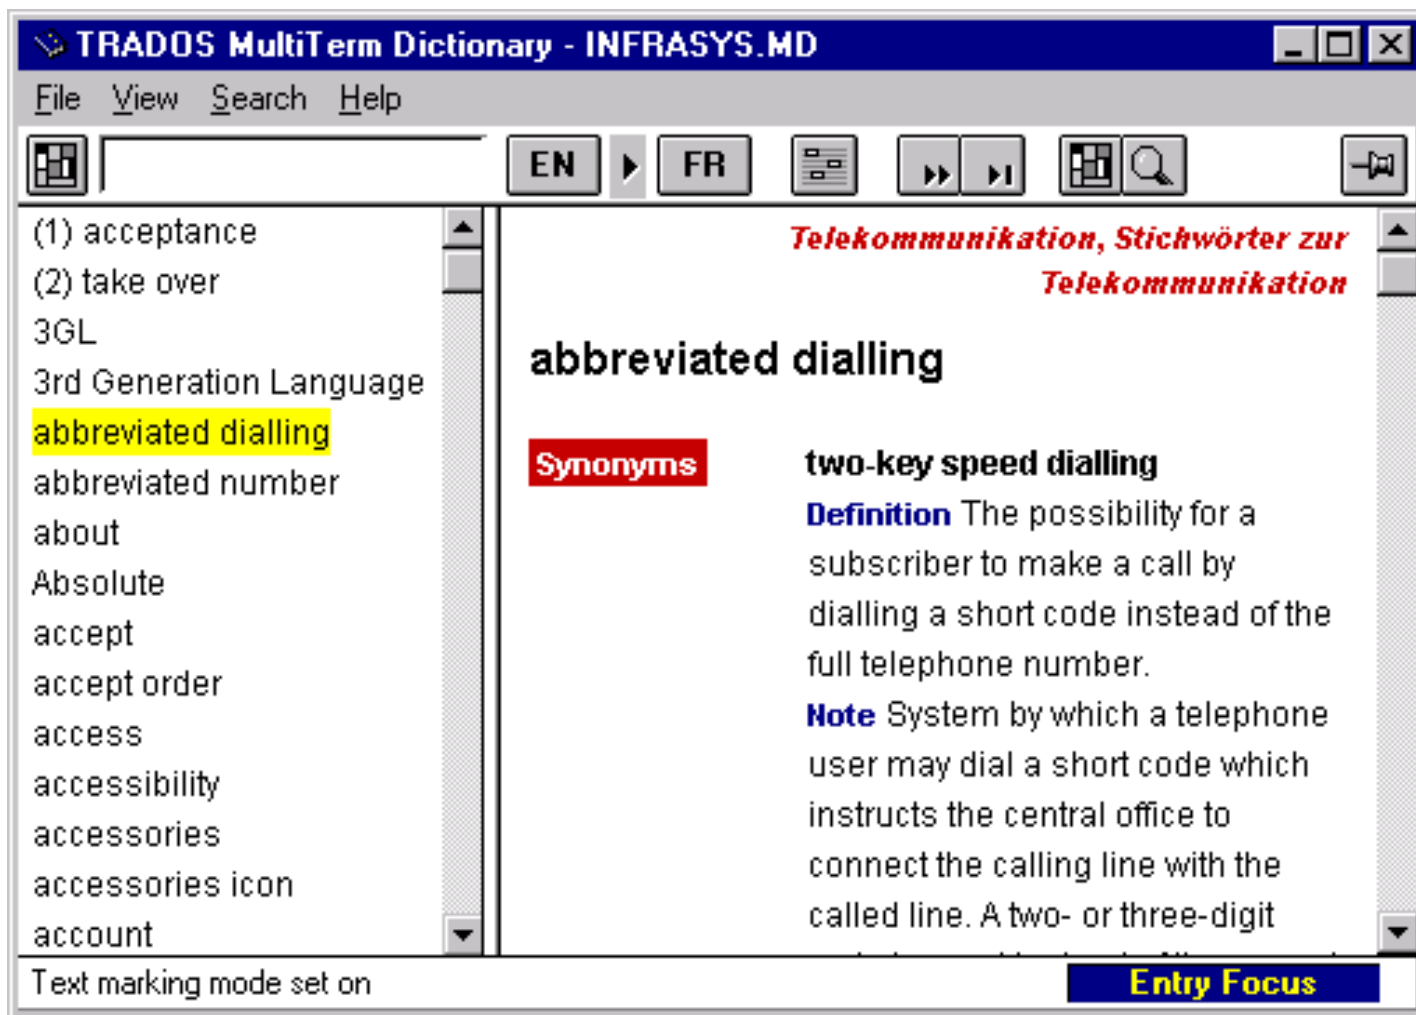 TRADOS MultiTerm Dictionary - INFRASYS.MD
File View Search Help
EN FR
(1) acceptance
(2) take over
3GL
3rd Generation Language
abbreviated dialling
abbreviated number
about
Absolute
accept
accept order
access
accessibility
accessories
accessories icon
account
Telekommunikation, Stichwörter zur
Telekommunikation
abbreviated dialling
Synonyms two-key speed dialling
Definition The possibility for a
subscriber to make a call by
dialling a short code instead of the
full telephone number.
Note System by which a telephone
user may dial a short code which
instructs the central office to
connect the calling line with the
called line. A two- or three-digit
Text marking mode set on
Entry Focus